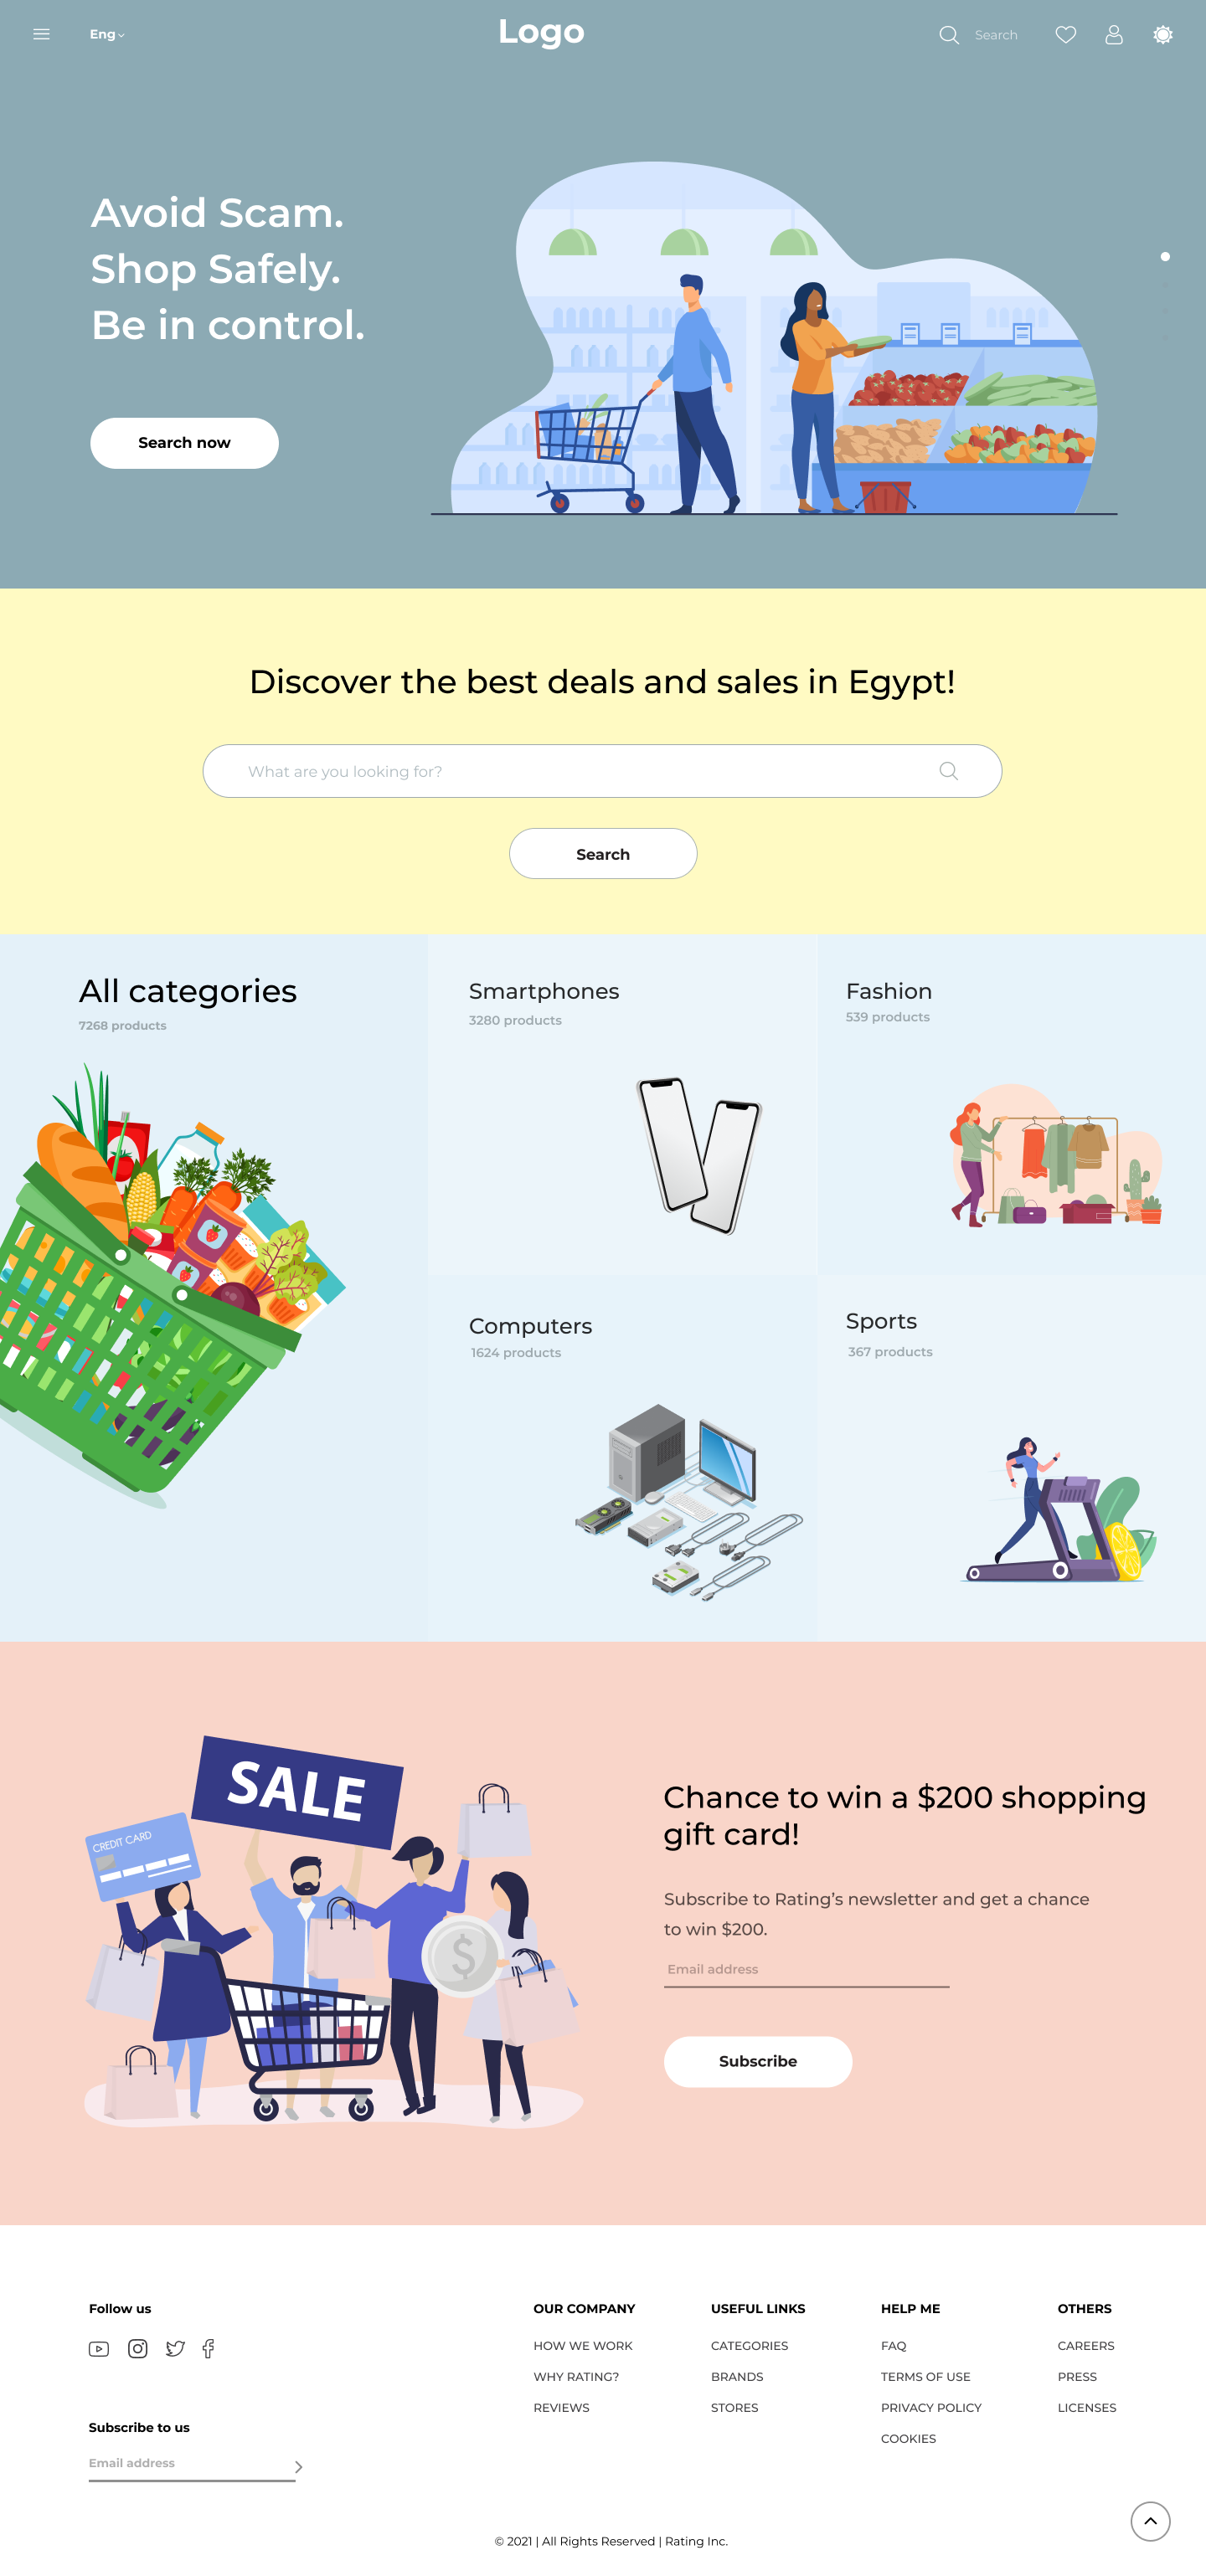 Eng
Logo
Search
Avoid Scam.
Shop Safely.
Be in control.
Search now
Discover the best deals and sales in Egypt!
What are you looking for?
Search
All categories
7268 products
Smartphones
3280 products
Fashion
539 products
Computers
1624 products
Sports
367 products
SALE
CREDIT CARD
$
Chance to win a $200 shopping
gift card!
Subscribe to Rating’s newsletter and get a chance
to win $200.
Email address
Subscribe
Follow us
Subscribe to us
Email address
OUR COMPANY
HOW WE WORK
WHY RATING?
REVIEWS
USEFUL LINKS
CATEGORIES
BRANDS
STORES
HELP ME
FAQ
TERMS OF USE
PRIVACY POLICY
COOKIES
OTHERS
CAREERS
PRESS
LICENSES
© 2021 | All Rights Reserved | Rating Inc.